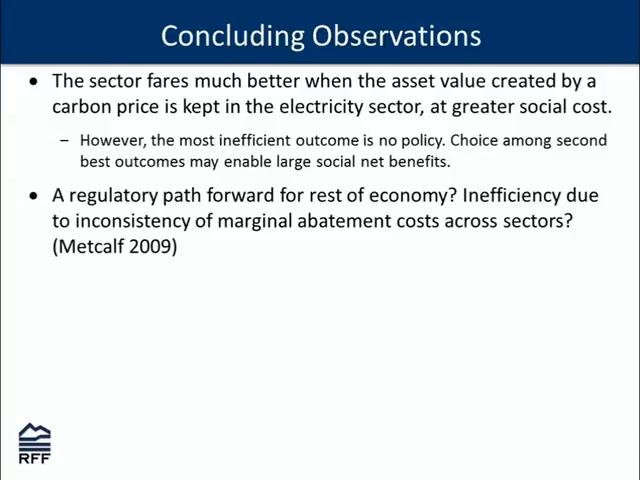 Concluding Observations
• The sector fares much better when the asset value created by a
carbon price is kept in the electricity sector, at greater social cost.
– However, the most inefficient outcome is no policy. Choice among second
best outcomes may enable large social net benefits.
• A regulatory path forward for rest of economy? Inefficiency due
to inconsistency of marginal abatement costs across sectors?
(Metcalf 2009)
RFF